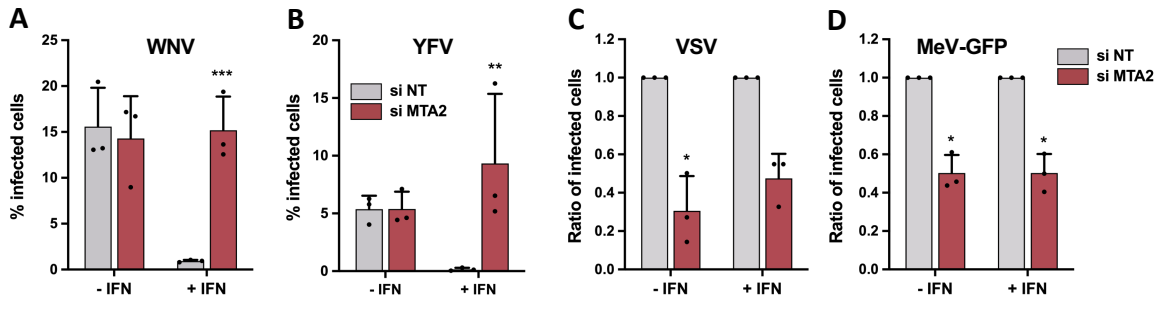 A
WNV
% infected cells
25
20
15
10
5
0
***
- IFN
+ IFN
B
YFV
% infected cells
20
15
10
5
0
si NT
si MTA2
**
- IFN
+ IFN
C
VSV
Ratio of infected cells
1.2
1.0
0.8
0.6
0.4
0.2
0.0
*
- IFN
+ IFN
D
MeV-GFP
Ratio of infected cells
1.2
1.0
0.8
0.6
0.4
0.2
0.0
*
*
- IFN
+ IFN
si NT
si MTA2